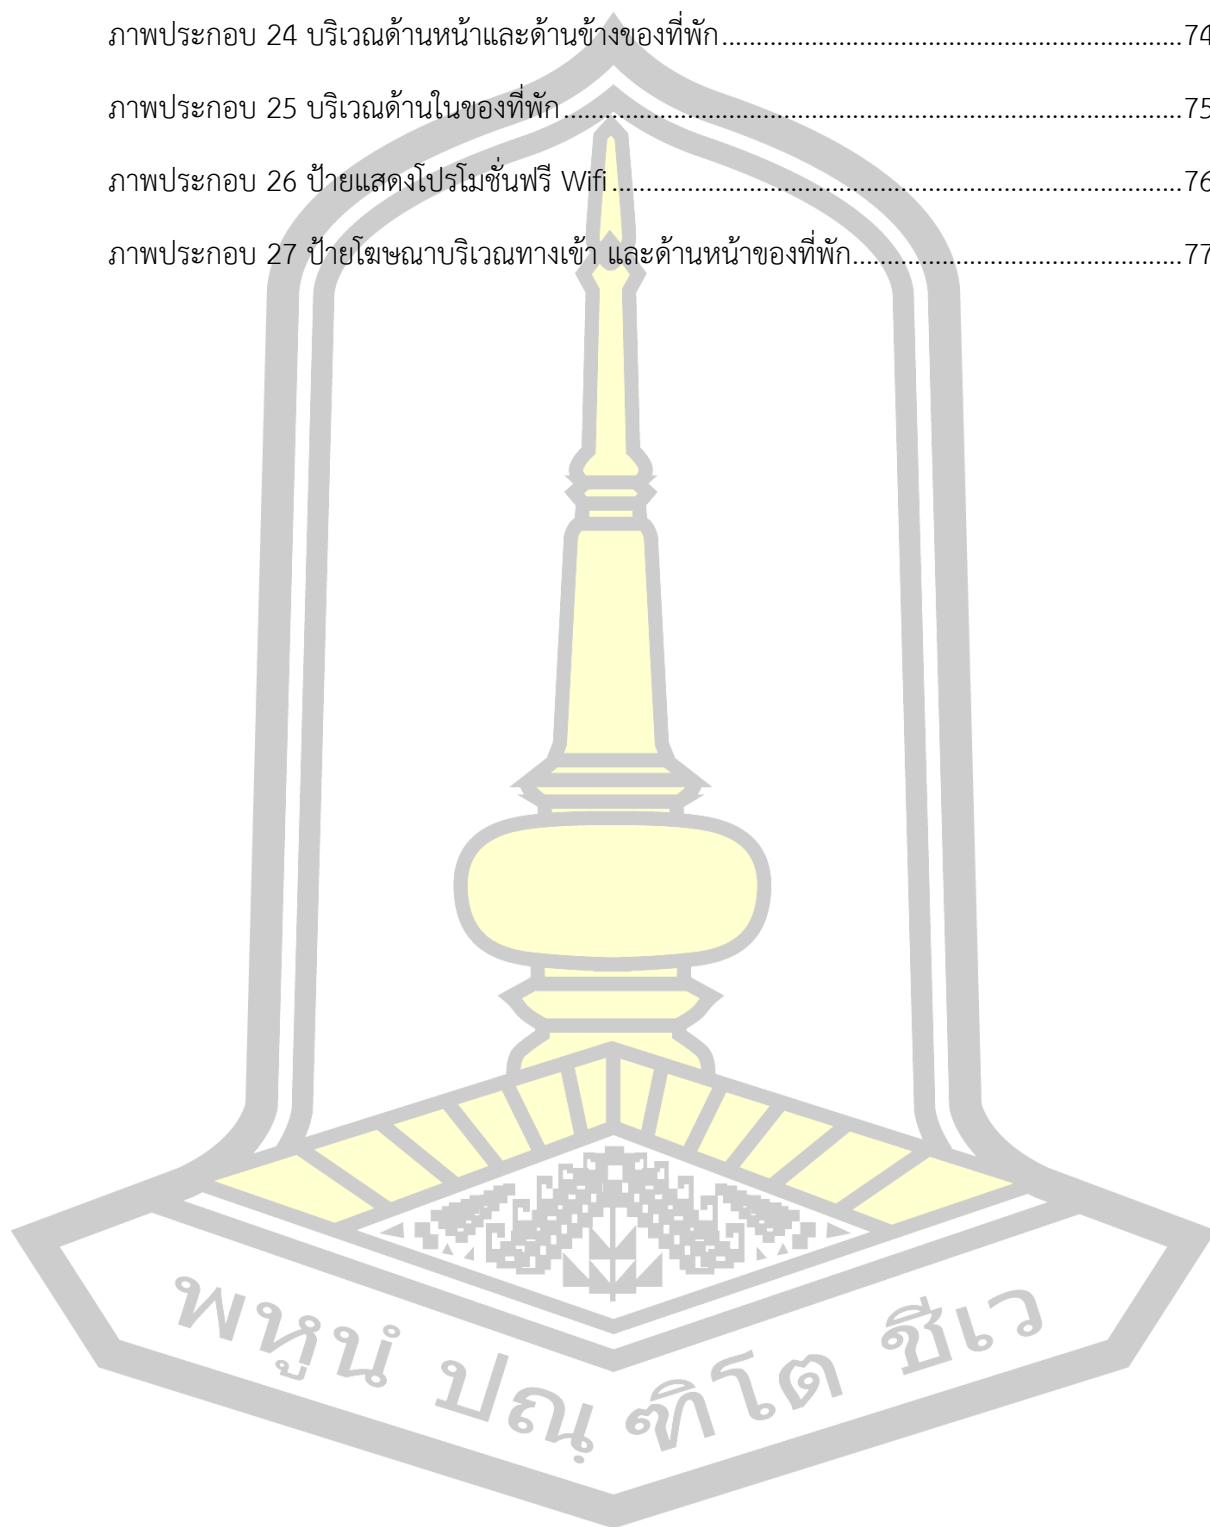 ภาพประกอบ 24 บริเวณด้านหน้าและด้านข้างของที่พัก....................................................................74
ภาพประกอบ 25 บริเวณด้านในของที่พัก....................................................................75
ภาพประกอบ 26 ป้ายแสดงโปรโมชั่นฟรี Wifi....................................................................76
ภาพประกอบ 27 ป้ายโฆษณาบริเวณทางเข้า และด้านหน้าของที่พัก....................................................................77
พหูนํ ปณฺฑิโต ชีเว